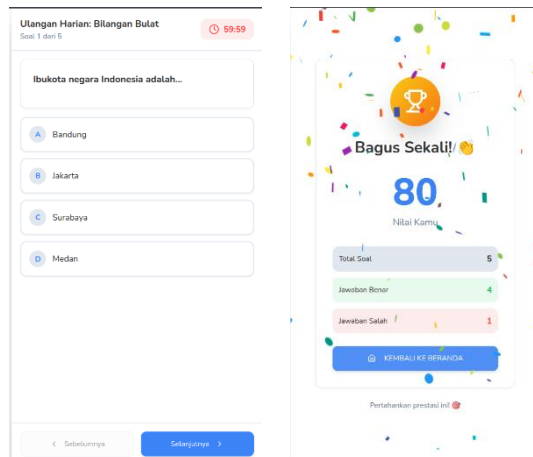 Ulangan Harian: Bilangan Bulat
Soal 1 dari 5
59:59
Ibukota negara Indonesia adalah...
A Bandung
B Jakarta
C Surabaya
D Medan
< Sebelumnya
Selanjutnya >
Bagus Sekali! 👏
80
Nilai Kamu
Total Soal 5
Jawaban Benar 4
Jawaban Salah 1
KEMBALI KE BERANDA
Pertahankan prestasi ini! 🎯